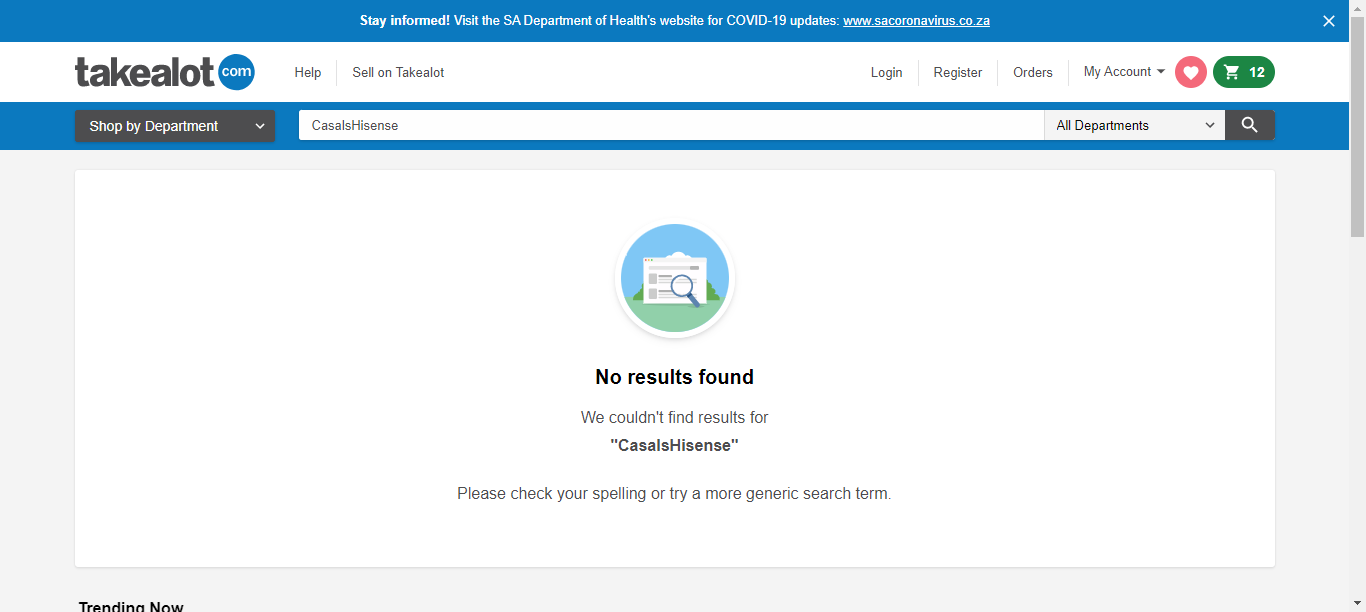 Stay informed! Visit the SA Department of Health's website for COVID-19 updates: www.sacoronavirus.co.za
takealot com Help Sell on Takealot Login Register Orders My Account 12
Shop by Department CasalsHisense All Departments
No results found
We couldn't find results for
"CasalsHisense"
Please check your spelling or try a more generic search term.
Trending Now